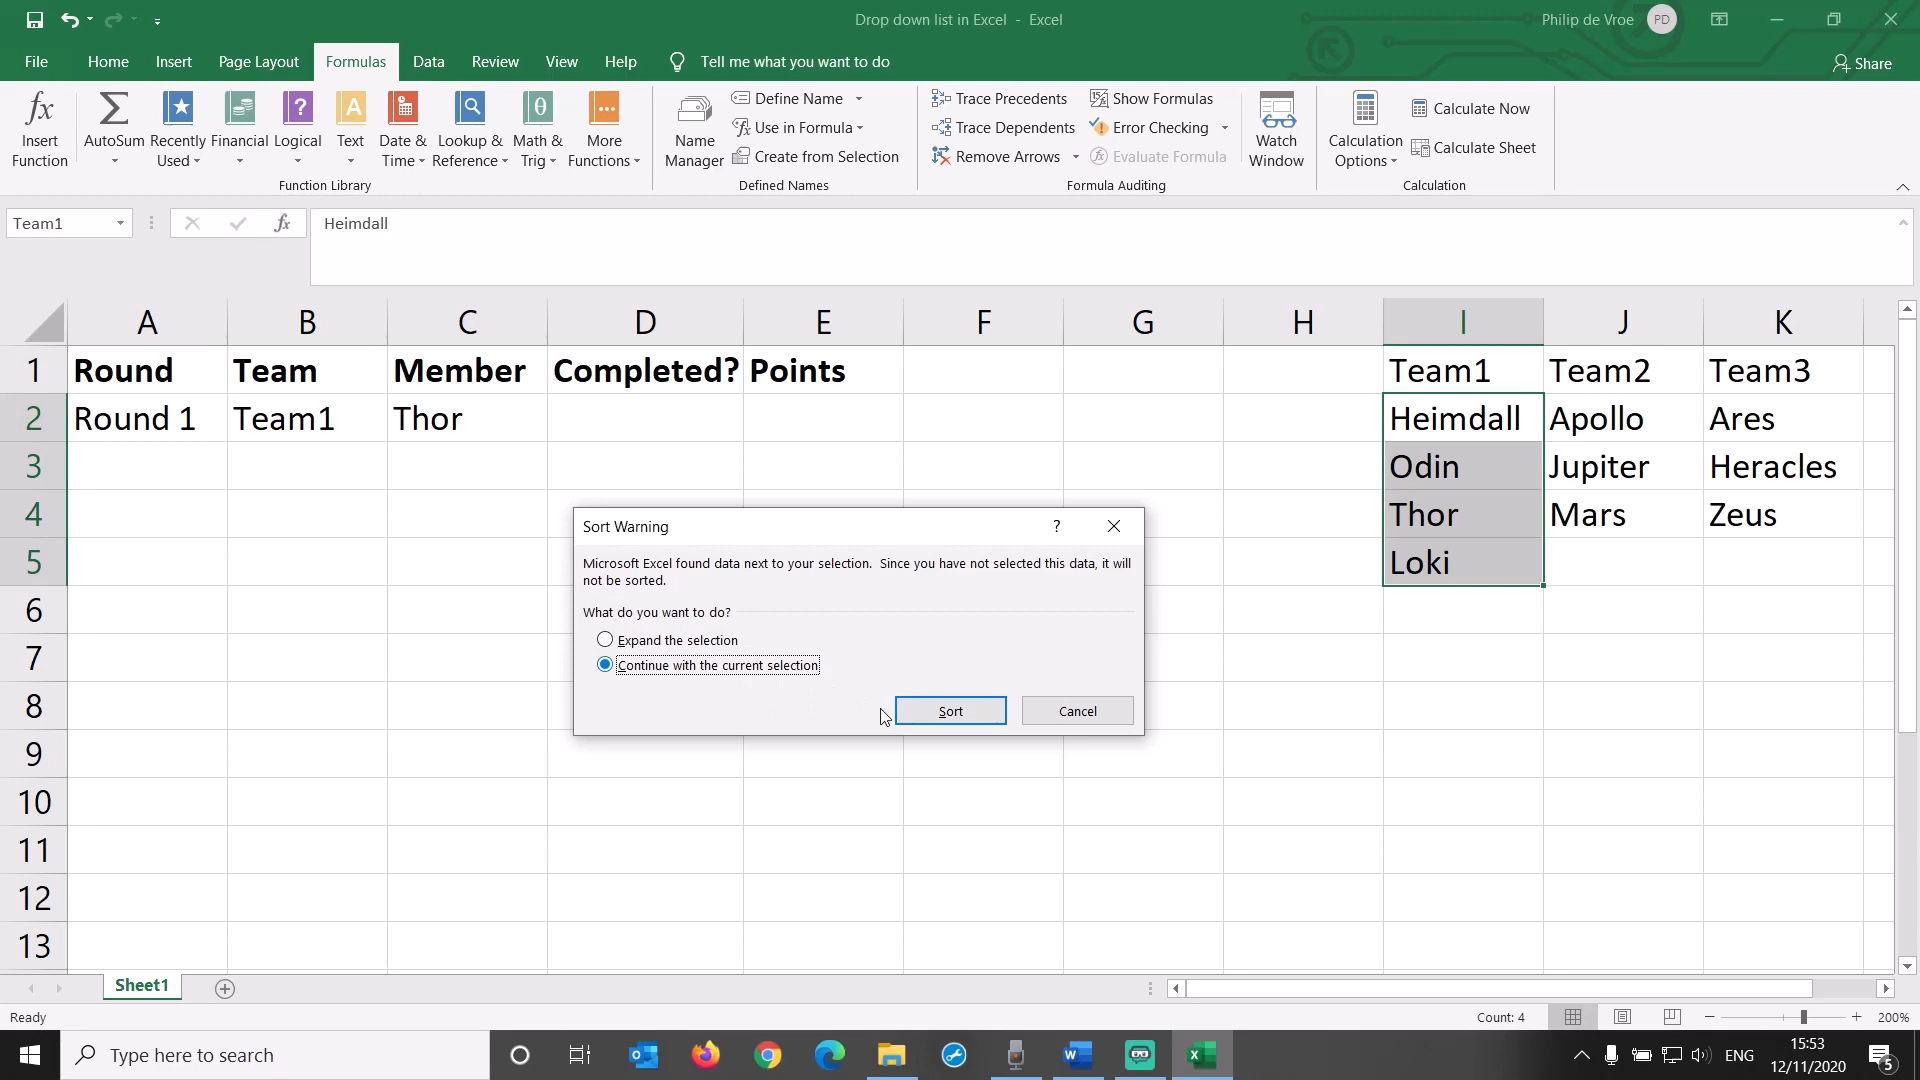 Drop down list in Excel - Excel
Philip de Vroe PD
File Home Insert Page Layout Formulas Data Review View Help Tell me what you want to do Share
Insert Function
AutoSum
Recently Used
Financial
Logical
Text
Date & Time
Lookup & Reference
Math & Trig
More Functions
Function Library
Name Manager
Define Name
Use in Formula
Create from Selection
Defined Names
Trace Precedents
Trace Dependents
Remove Arrows
Show Formulas
Error Checking
Evaluate Formula
Formula Auditing
Watch Window
Calculation Options
Calculate Now
Calculate Sheet
Calculation
Team1 fx Heimdall
A B C D E F G H I J K
1 Round Team Member Completed? Points Team1 Team2 Team3
2 Round 1 Team1 Thor Heimdall Apollo Ares
3 Odin Jupiter Heracles
4 Thor Mars Zeus
5 Loki
6
7
8
9
10
11
12
13
Sort Warning ?
Microsoft Excel found data next to your selection. Since you have not selected this data, it will
not be sorted.
What do you want to do?
Expand the selection
Continue with the current selection
Sort Cancel
Sheet1
Ready Count: 4 200%
Type here to search
ENG
15:53
12/11/2020
5